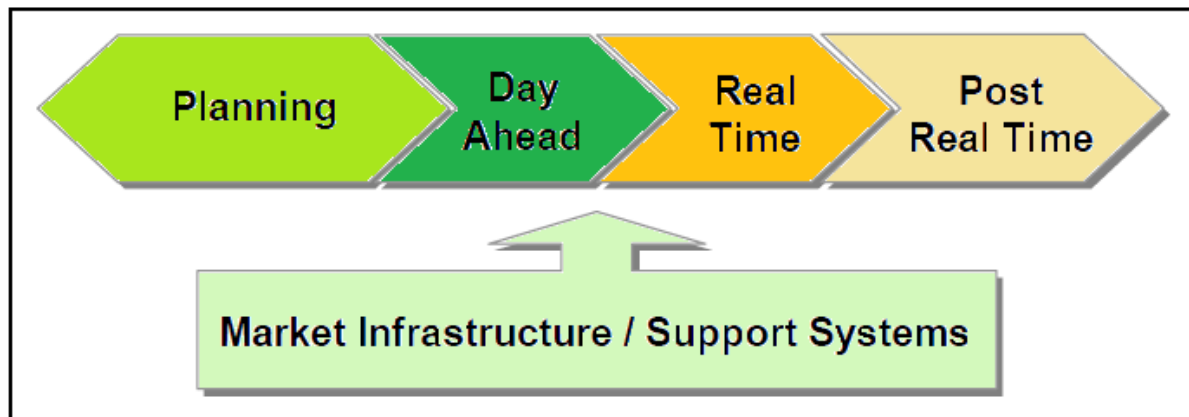 Planning
Day
Ahead
Real
Time
Post
Real Time
Market Infrastructure / Support Systems